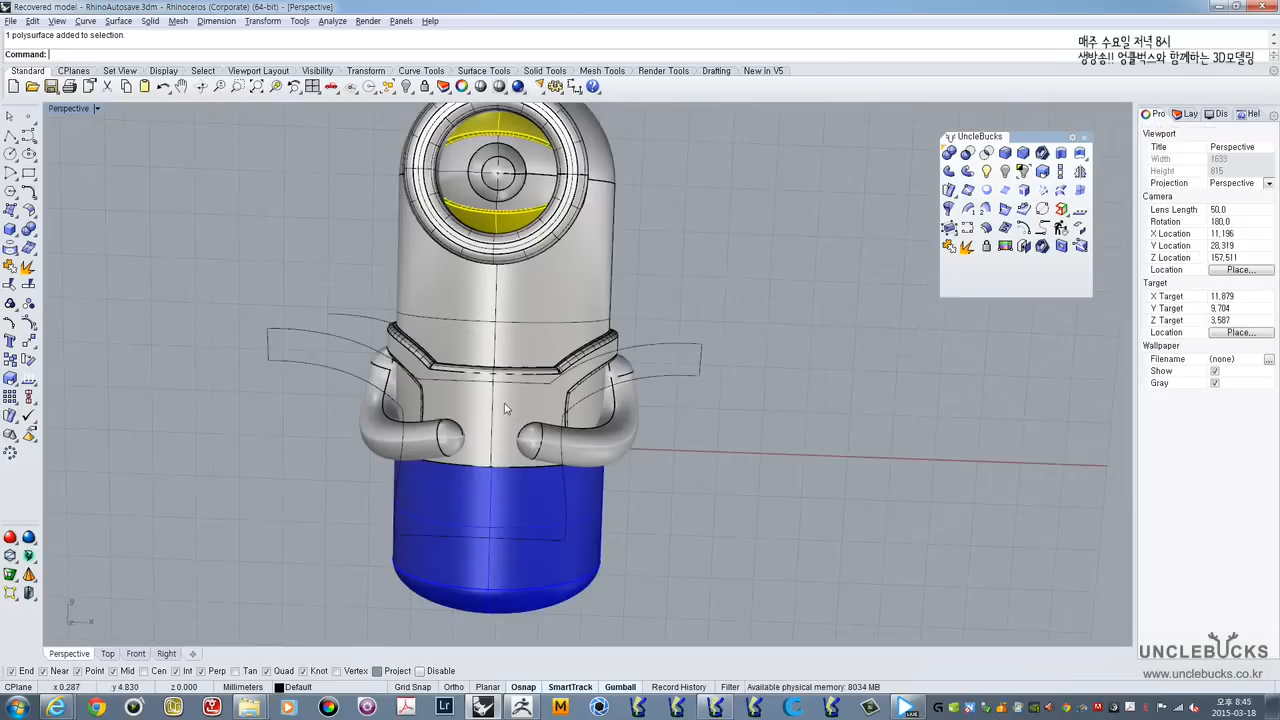 Recovered model - RhinoAutosave.3dm - Rhinoceros (Corporate) (64-bit) - [Perspective]
File Edit View Curve Surface Solid Mesh Dimension Transform Tools Analyze Render Panels Help
1 polysurface added to selection.
매주 수요일 저녁 8시
Command:
생방송!! 엉클벅스와 함께하는 3D모델링
Standard CPlanes Set View Display Select Viewport Layout Visibility Transform Curve Tools Surface Tools Solid Tools Mesh Tools Render Tools Drafting New in V5
Perspective
UncleBucks
Pro Lay Dis Hel
Viewport
Title Perspective
Width 1633
Height 815
Projection Perspective
Camera
Lens Length 50,0
Rotation 180,0
X Location 11,196
Y Location 28,319
Z Location 157,511
Location Place...
Target
X Target 11,879
Y Target 9,704
Z Target 3,587
Location Place...
Wallpaper
Filename (none) ...
Show
Gray
y
z x
Perspective Top Front Right
UNCLEBUCKS
www.unclebucks.co.kr
End Near Point Mid Cen Int Perp Tan Quad Knot Vertex Project Disable
CPlane x 0.287 y 4.830 z 0.000 Millimeters Default Grid Snap Ortho Planar Osnap SmartTrack Gumball Record History Filter Available physical memory: 8034 MB
Lr M LIVE G
오후 8:45
2015-03-18